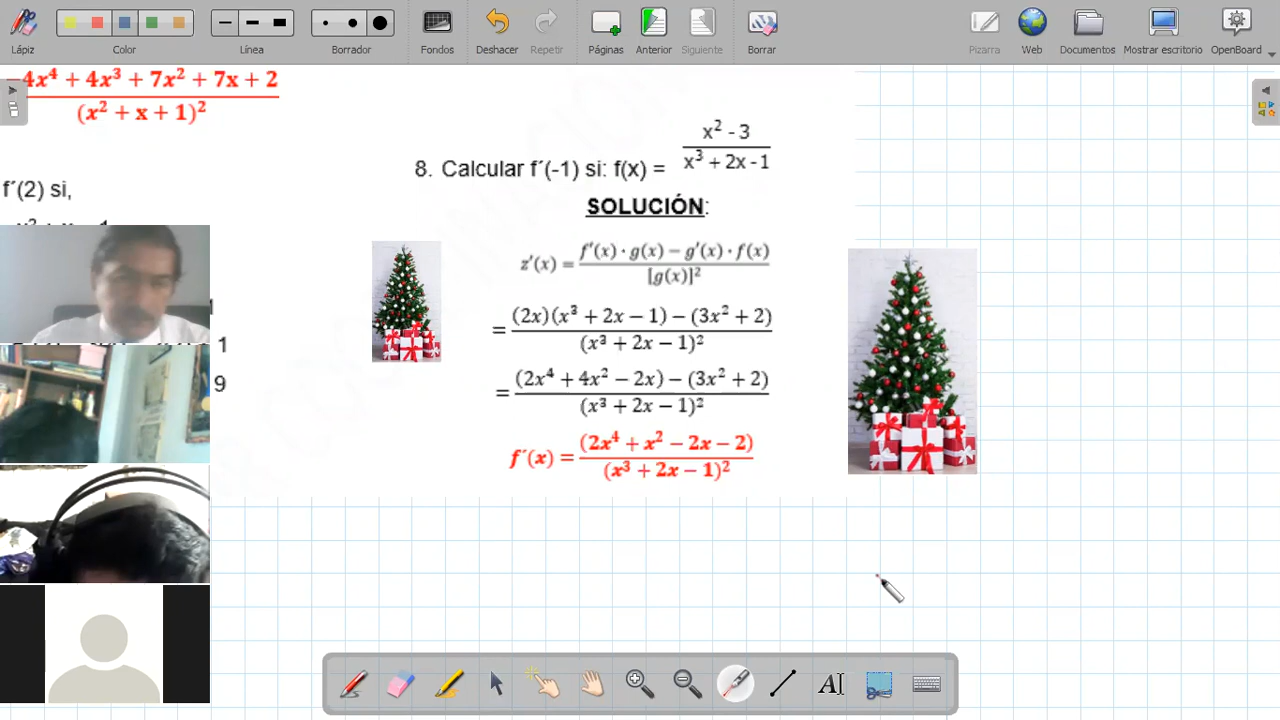 Lápiz
Color
Línea
Borrador
Fondos
Deshacer
Repetir
Páginas
Anterior
Siguiente
Borrar
Pizarra
Web
Documentos
Mostrar escritorio
OpenBoard
−4x⁴ + 4x³ + 7x² + 7x + 2
(x² + x + 1)²
f´(2) si,
1
9
x² - 3
8. Calcular f´(-1) si: f(x) =
x³ + 2x - 1
SOLUCIÓN:
f′(x) · g(x) − g′(x) · f(x)
z′(x) =
[g(x)]²
(2x)(x³ + 2x − 1) − (3x² + 2)
=
(x³ + 2x − 1)²
(2x⁴ + 4x² − 2x) − (3x² + 2)
=
(x³ + 2x − 1)²
(2x⁴ + x² − 2x − 2)
f´(x) =
(x³ + 2x − 1)²
AI